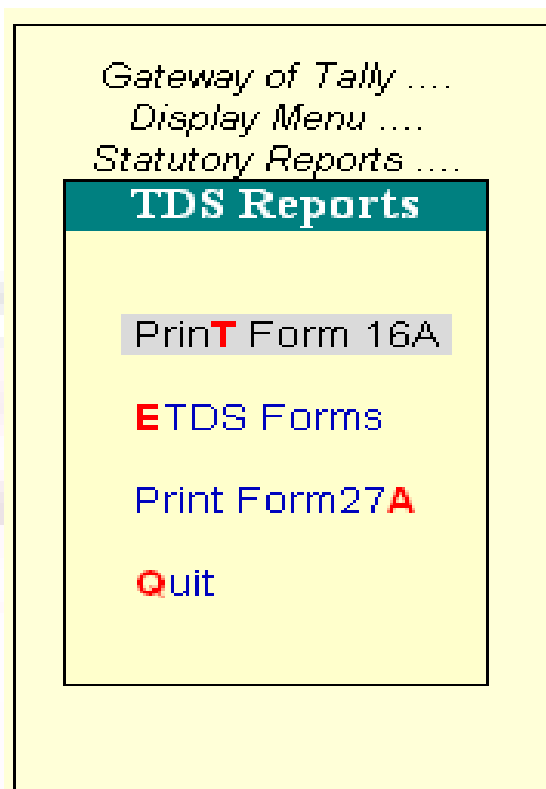 Gateway of Tally ....
Display Menu ....
Statutory Reports ....
TDS Reports
PrinT Form 16A
ETDS Forms
Print Form27A
Quit